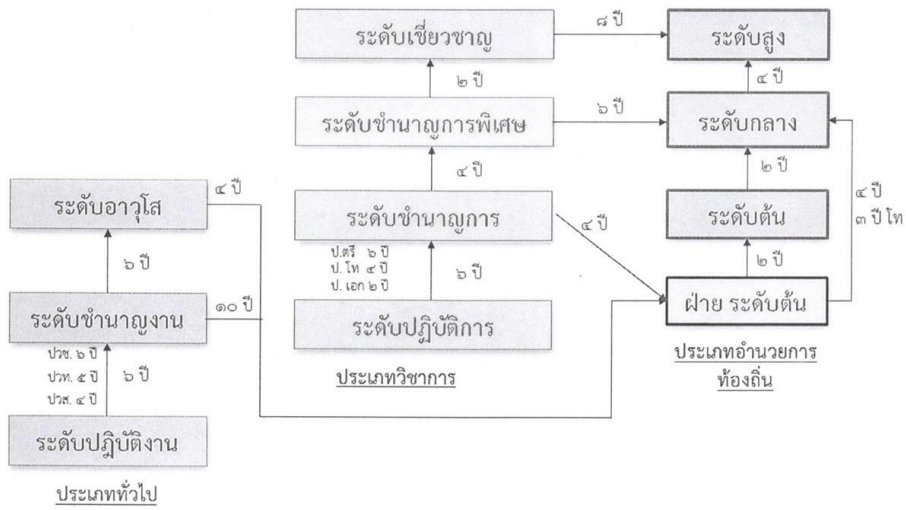 ระดับเชี่ยวชาญ
๘ ปี
ระดับสูง
๒ ปี
๔ ปี
ระดับชำนาญการพิเศษ
๖ ปี
ระดับกลาง
๔ ปี
๒ ปี
ระดับอาวุโส
๔ ปี
ระดับชำนาญการ
๔ ปี
ระดับต้น
๔ ปี
๓ ปี โท
๖ ปี
ป.ตรี ๖ ปี
ป. โท ๔ ปี
ป. เอก ๒ ปี
๖ ปี
๒ ปี
ระดับชำนาญงาน
๑๐ ปี
ระดับปฏิบัติการ
ฝ่าย ระดับต้น
ปวช. ๖ ปี
ปวท. ๕ ปี
ปวส. ๔ ปี
๖ ปี
ประเภทวิชาการ
ประเภทอำนวยการ
ท้องถิ่น
ระดับปฏิบัติงาน
ประเภททั่วไป